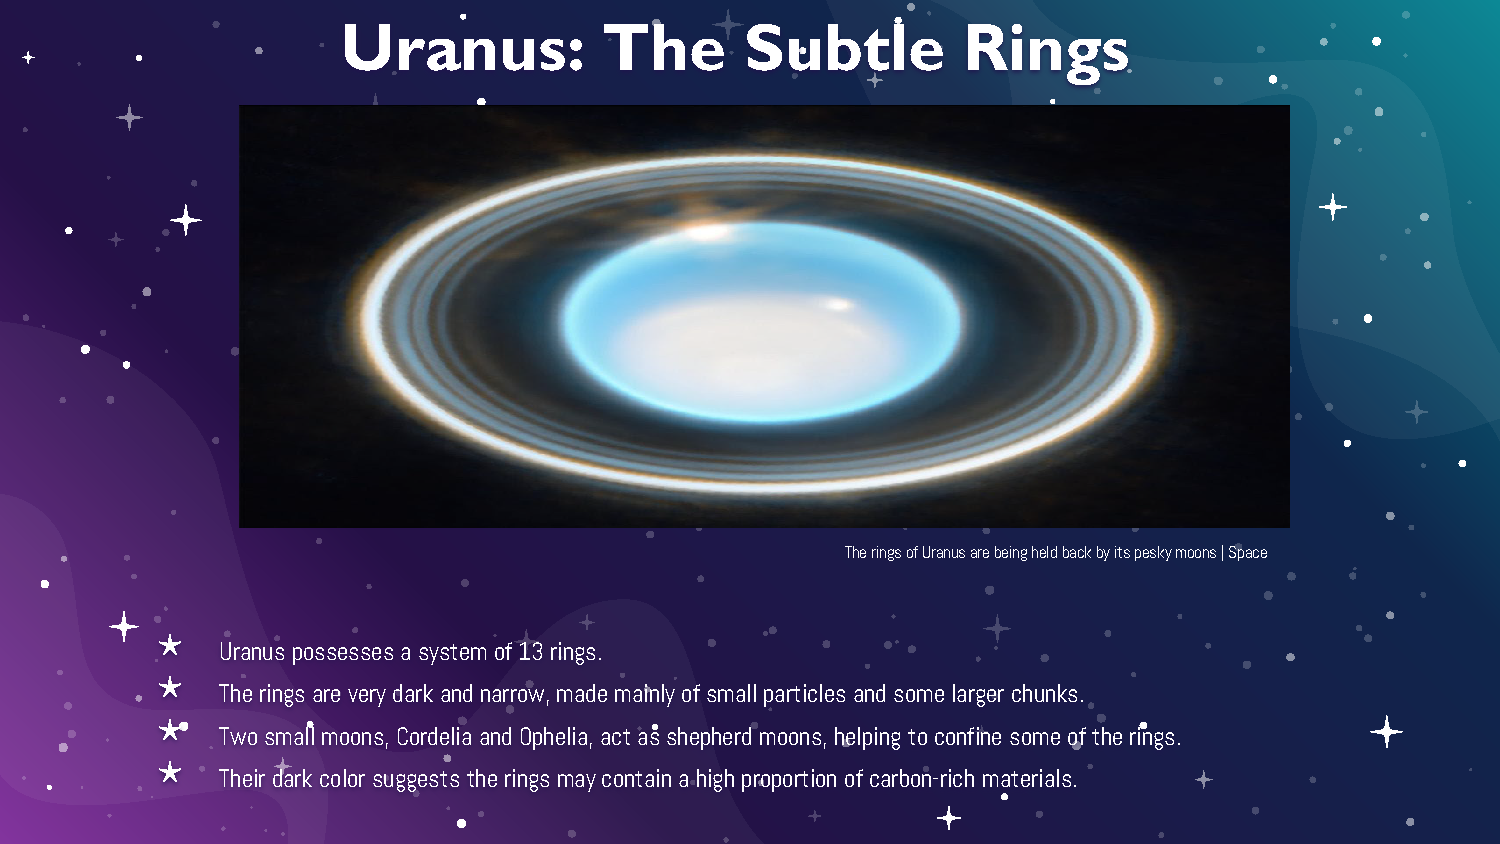 Uranus: The Subtle Rings
The rings of Uranus are being held back by its pesky moons | Space
Uranus possesses a system of 13 rings.
The rings are very dark and narrow, made mainly of small particles and some larger chunks.
Two small moons, Cordelia and Ophelia, act as shepherd moons, helping to confine some of the rings.
Their dark color suggests the rings may contain a high proportion of carbon-rich materials.